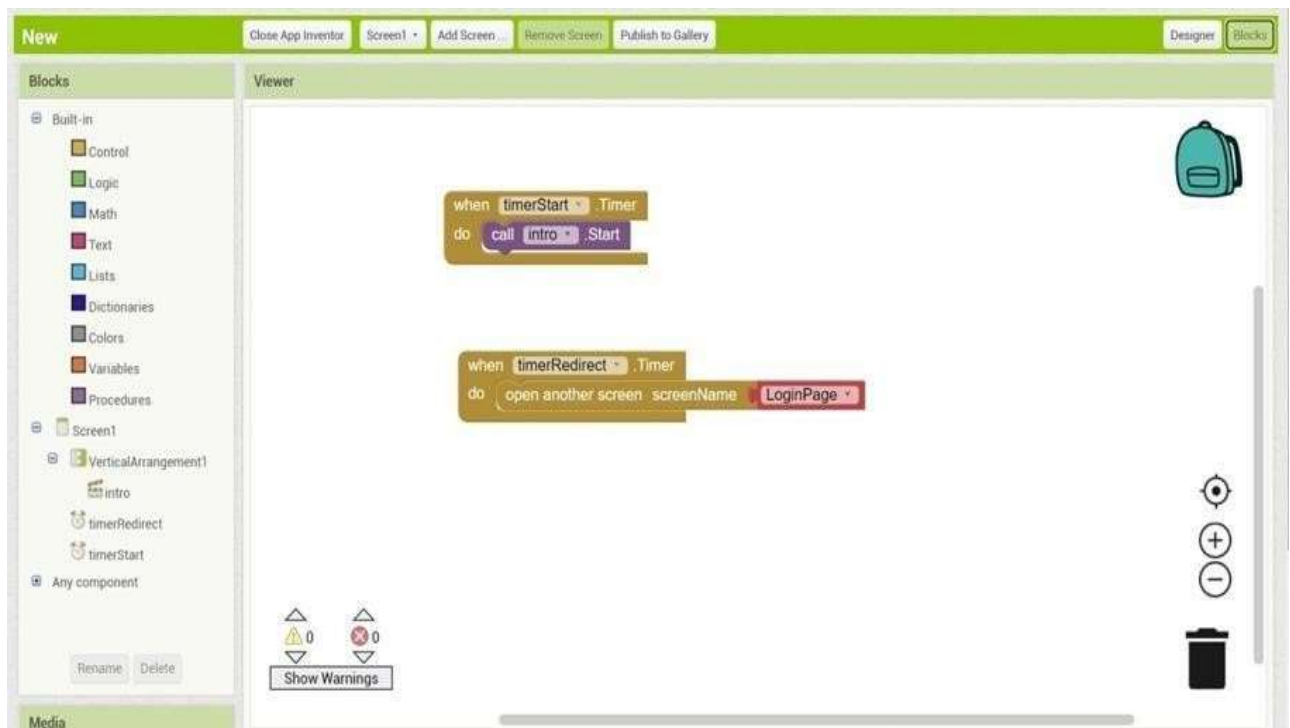 New
Close App Inventor
Screen1
Add Screen ...
Remove Screen
Publish to Gallery
Designer
Blocks
Blocks
Viewer
Built-in
Control
Logic
Math
Text
Lists
Dictionaries
Colors
Variables
Procedures
Screen1
VerticalArrangement1
intro
timerRedirect
timerStart
Any component
Rename
Delete
Media
when timerStart .Timer
do call intro .Start
when timerRedirect .Timer
do open another screen screenName LoginPage
0
0
Show Warnings